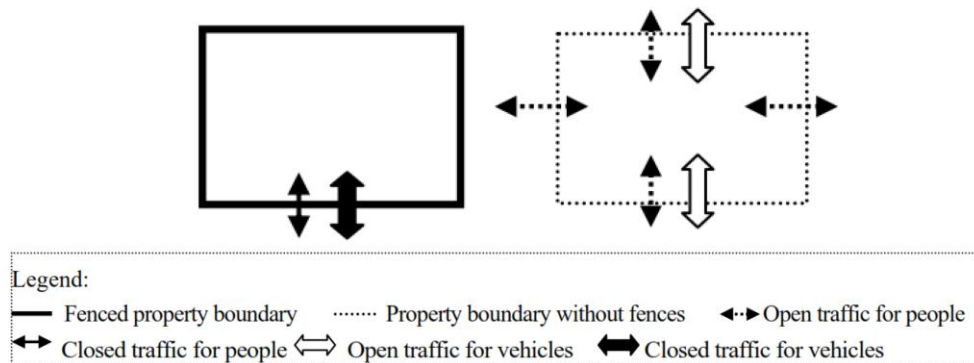 Legend:
Fenced property boundary Property boundary without fences Open traffic for people
Closed traffic for people Open traffic for vehicles Closed traffic for vehicles